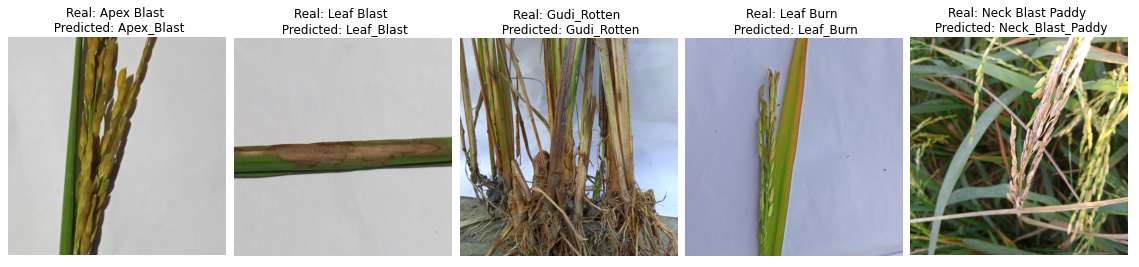 Real: Apex Blast
Predicted: Apex_Blast
Real: Leaf Blast
Predicted: Leaf_Blast
Real: Gudi_Rotten
Predicted: Gudi_Rotten
Real: Leaf Burn
Predicted: Leaf_Burn
Real: Neck Blast Paddy
Predicted: Neck_Blast_Paddy